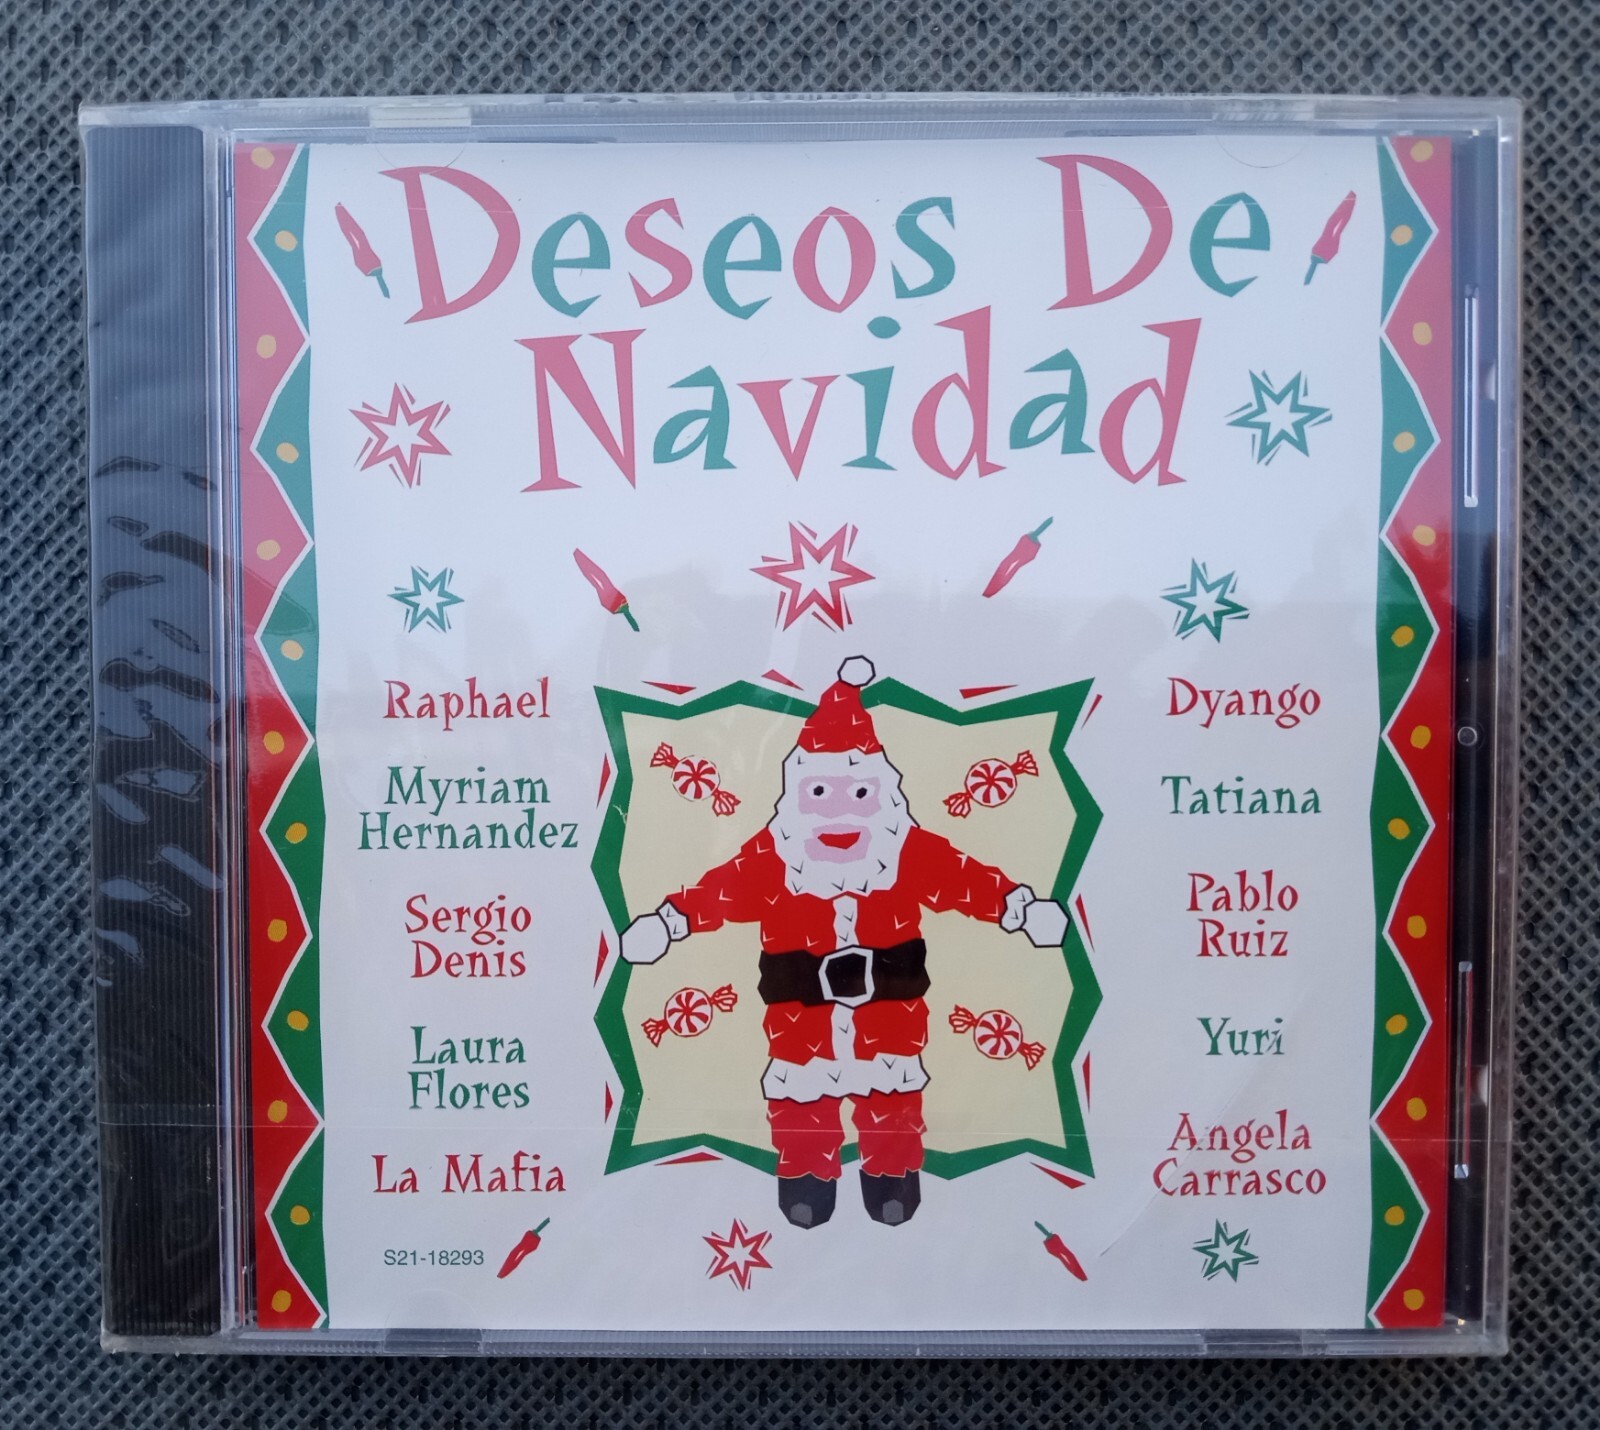 Deseos De
Navidad
Raphael
Myriam
Hernandez
Sergio
Denis
Laura
Flores
La Mafia
S21-18293
Dyango
Tatiana
Pablo
Ruiz
Yuri
Angela
Carrasco